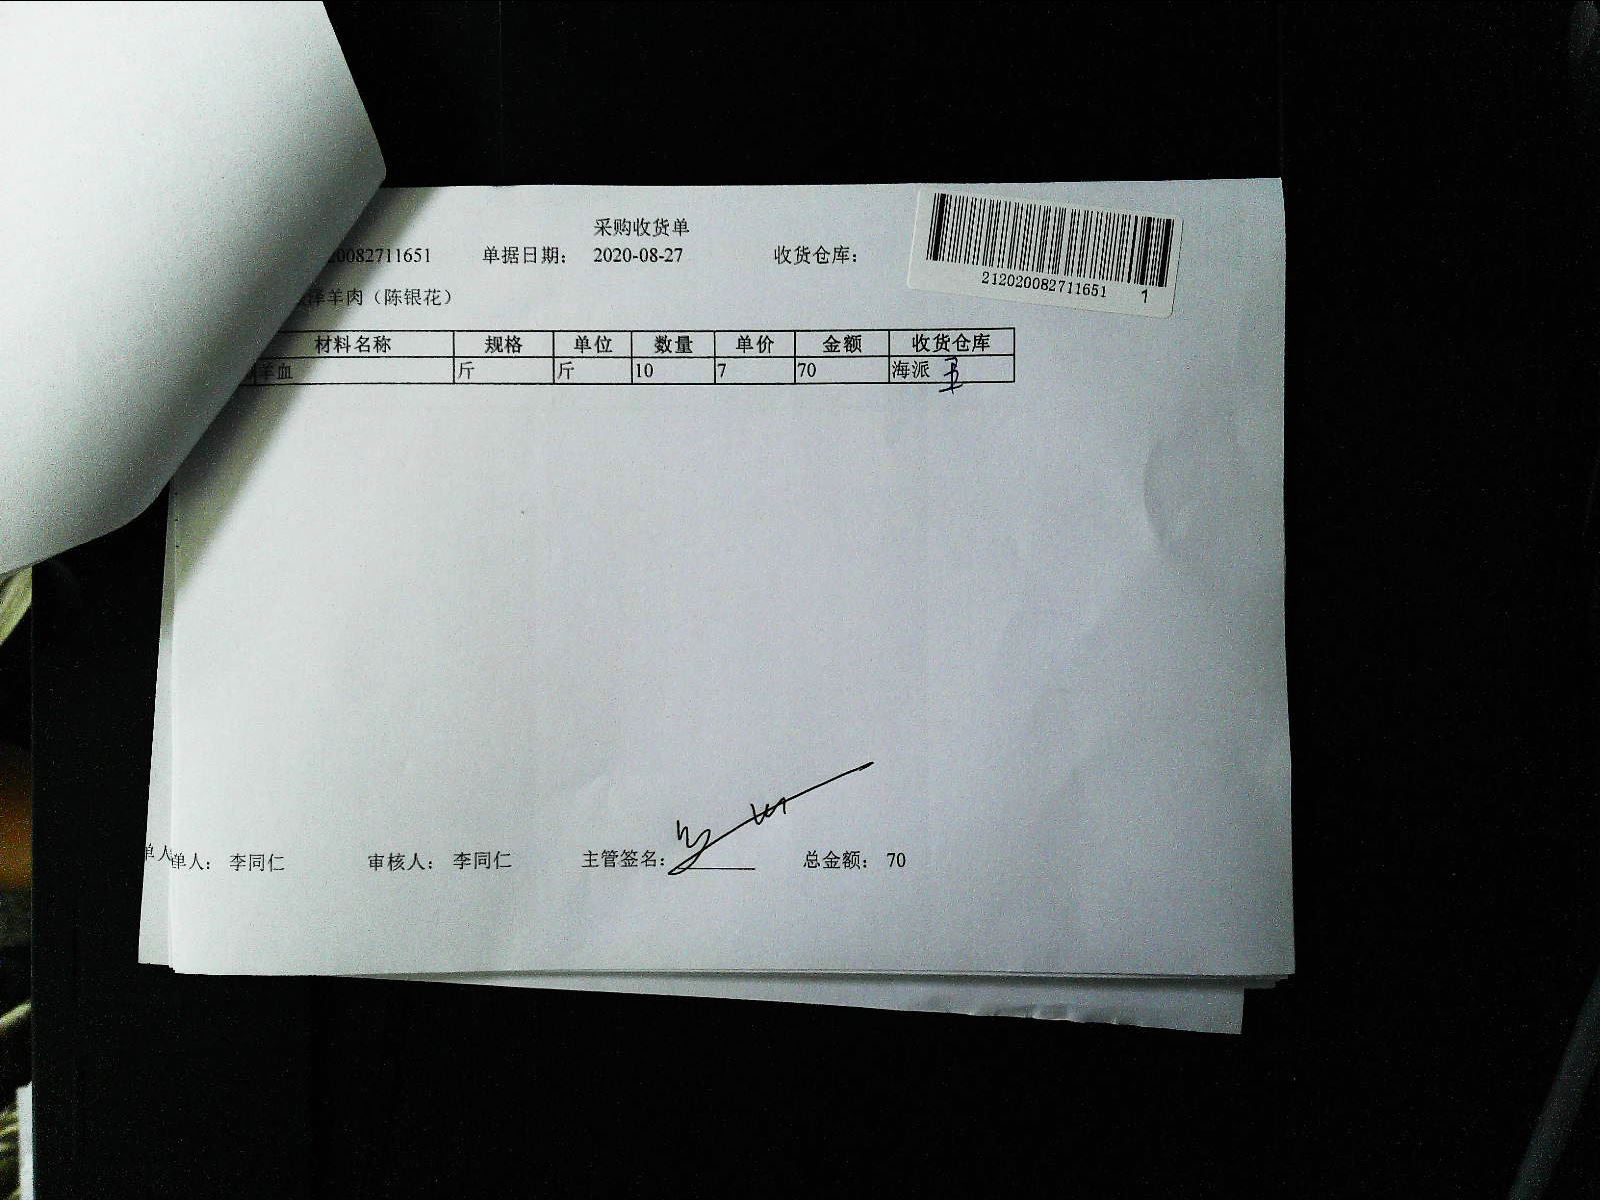 采购收货单
20082711651 单据日期： 2020-08-27 收货仓库：
212020082711651 1
洋羊肉（陈银花）
材料名称 规格 单位 数量 单价 金额 收货仓库
羊血 斤 斤 10 7 70 海派
单人 单人： 李同仁 审核人： 李同仁 主管签名： 总金额： 70